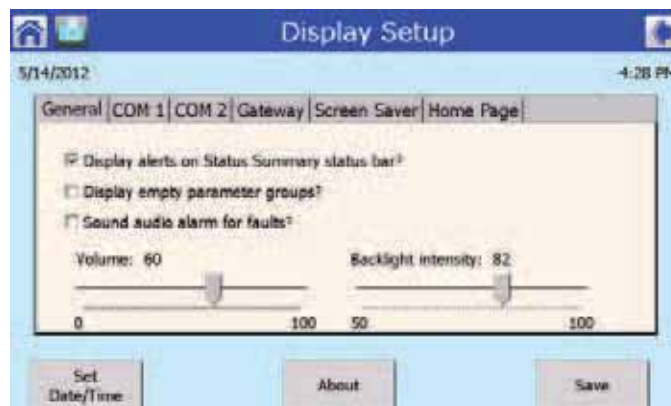 Display Setup
5/14/2012 4:28 PM
General COM 1 COM 2 Gateway Screen Saver Home Page
Display alerts on Status Summary status bar?
Display empty parameter groups?
Sound audio alarm for faults?
Volume: 60 Backlight intensity: 82
0 100 50 100
Set
Date/Time
About
Save